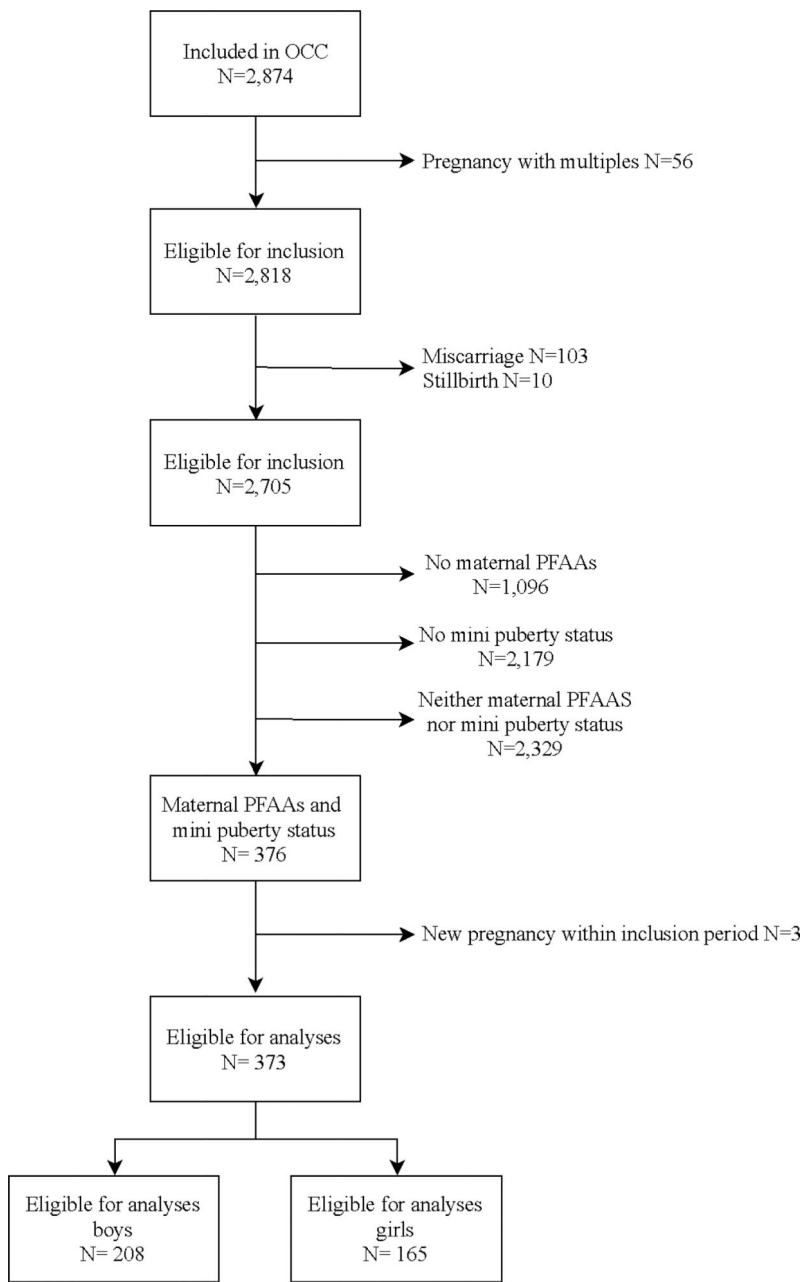 Included in OCC
N=2,874
Pregnancy with multiples N=56
Eligible for inclusion
N=2,818
Miscarriage N=103
Stillbirth N=10
Eligible for inclusion
N=2,705
No maternal PFAAs
N=1,096
No mini puberty status
N=2,179
Neither maternal PFAAS
nor mini puberty status
N=2,329
Maternal PFAAs and
mini puberty status
N= 376
New pregnancy within inclusion period N=3
Eligible for analyses
N= 373
Eligible for analyses
boys
N= 208
Eligible for analyses
girls
N= 165